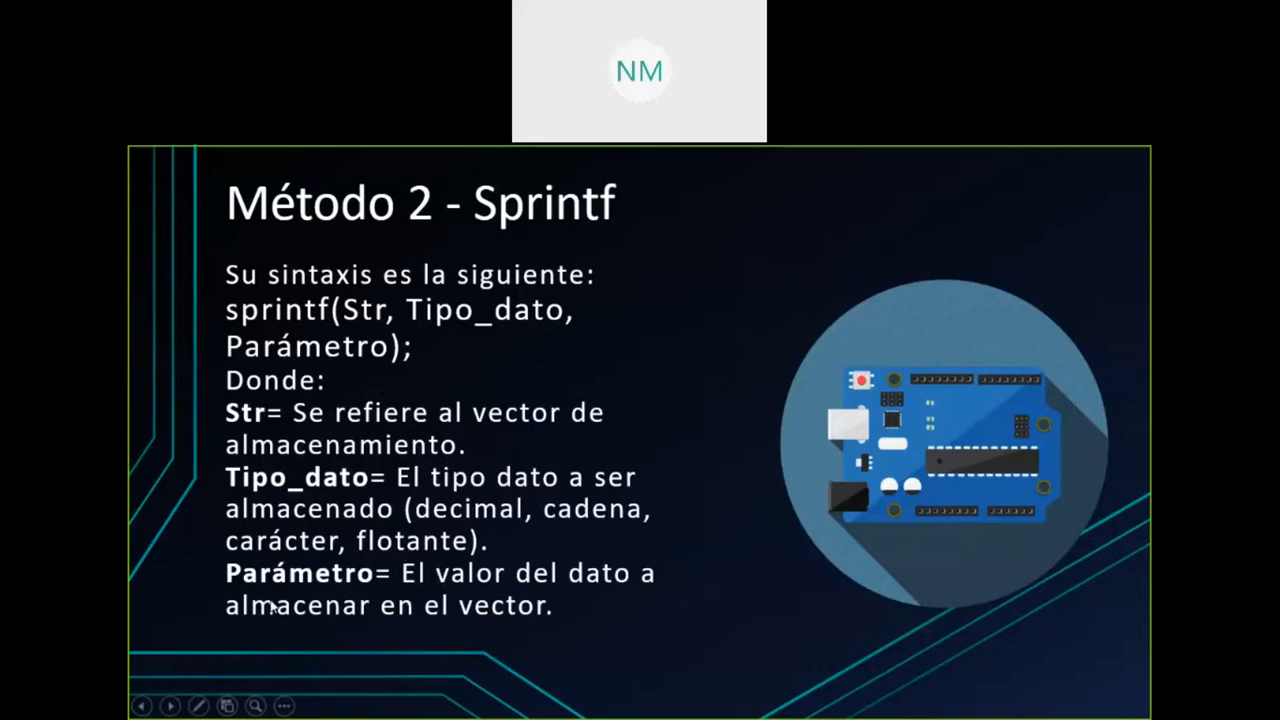 NM
Método 2 - Sprintf
Su sintaxis es la siguiente:
sprintf(Str, Tipo_dato,
Parámetro);
Donde:
Str= Se refiere al vector de
almacenamiento.
Tipo_dato= El tipo dato a ser
almacenado (decimal, cadena,
carácter, flotante).
Parámetro= El valor del dato a
almacenar en el vector.